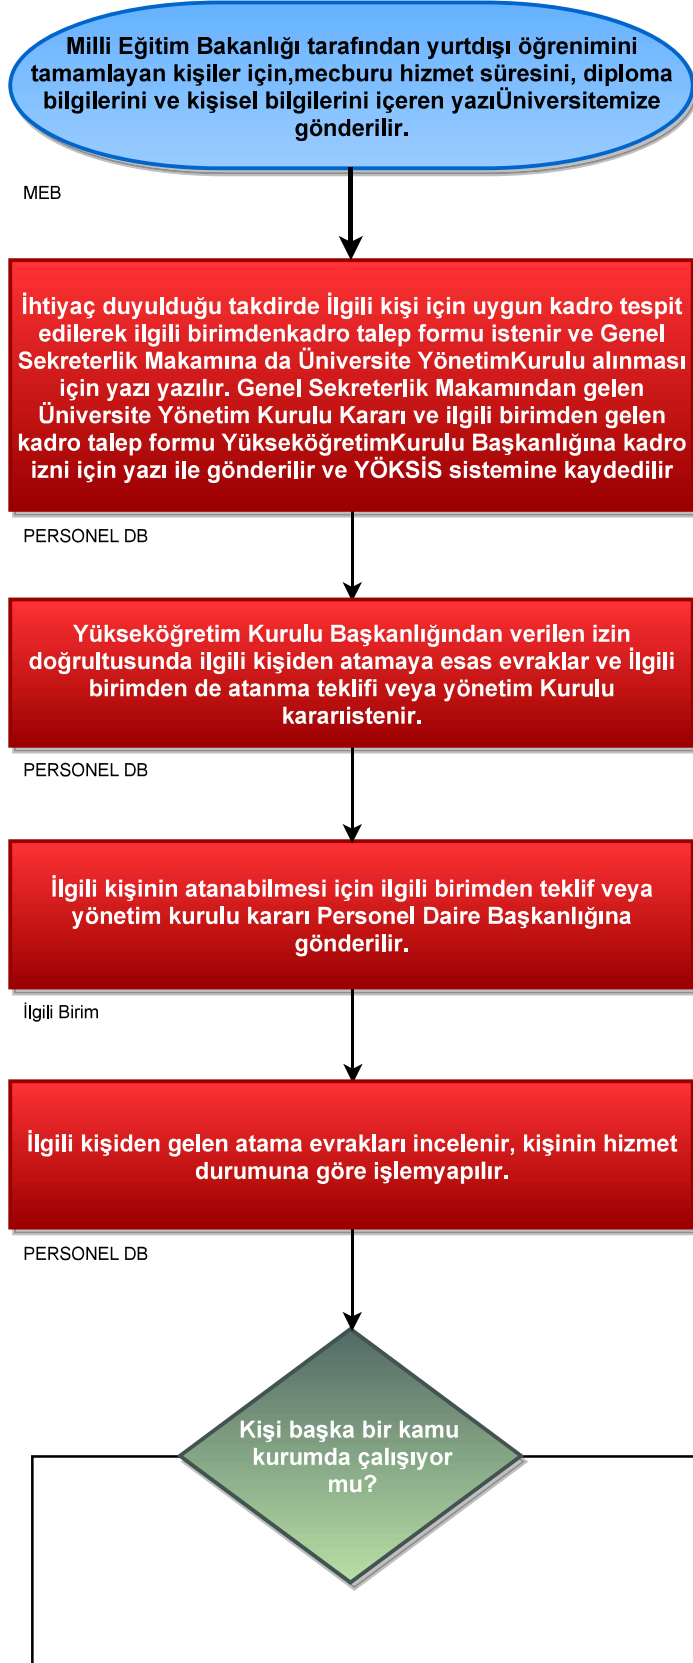 Milli Eğitim Bakanlığı tarafından yurtdışı öğrenimini
tamamlayan kişiler için,mecburu hizmet süresini, diploma
bilgilerini ve kişisel bilgilerini içeren yazıÜniversitemize
gönderilir.
MEB
İhtiyaç duyulduğu takdirde İlgili kişi için uygun kadro tespit
edilerek ilgili birimdenkadro talep formu istenir ve Genel
Sekreterlik Makamına da Üniversite YönetimKurulu alınması
için yazı yazılır. Genel Sekreterlik Makamından gelen
Üniversite Yönetim Kurulu Kararı ve ilgili birimden gelen
kadro talep formu YükseköğretimKurulu Başkanlığına kadro
izni için yazı ile gönderilir ve YÖKSİS sistemine kaydedilir
PERSONEL DB
Yükseköğretim Kurulu Başkanlığından verilen izin
doğrultusunda ilgili kişiden atamaya esas evraklar ve İlgili
birimden de atanma teklifi veya yönetim Kurulu
kararıistenir.
PERSONEL DB
İlgili kişinin atanabilmesi için ilgili birimden teklif veya
yönetim kurulu kararı Personel Daire Başkanlığına
gönderilir.
İlgili Birim
İlgili kişiden gelen atama evrakları incelenir, kişinin hizmet
durumuna göre işlemyapılır.
PERSONEL DB
Kişi başka bir kamu
kurumda çalışıyor
mu?